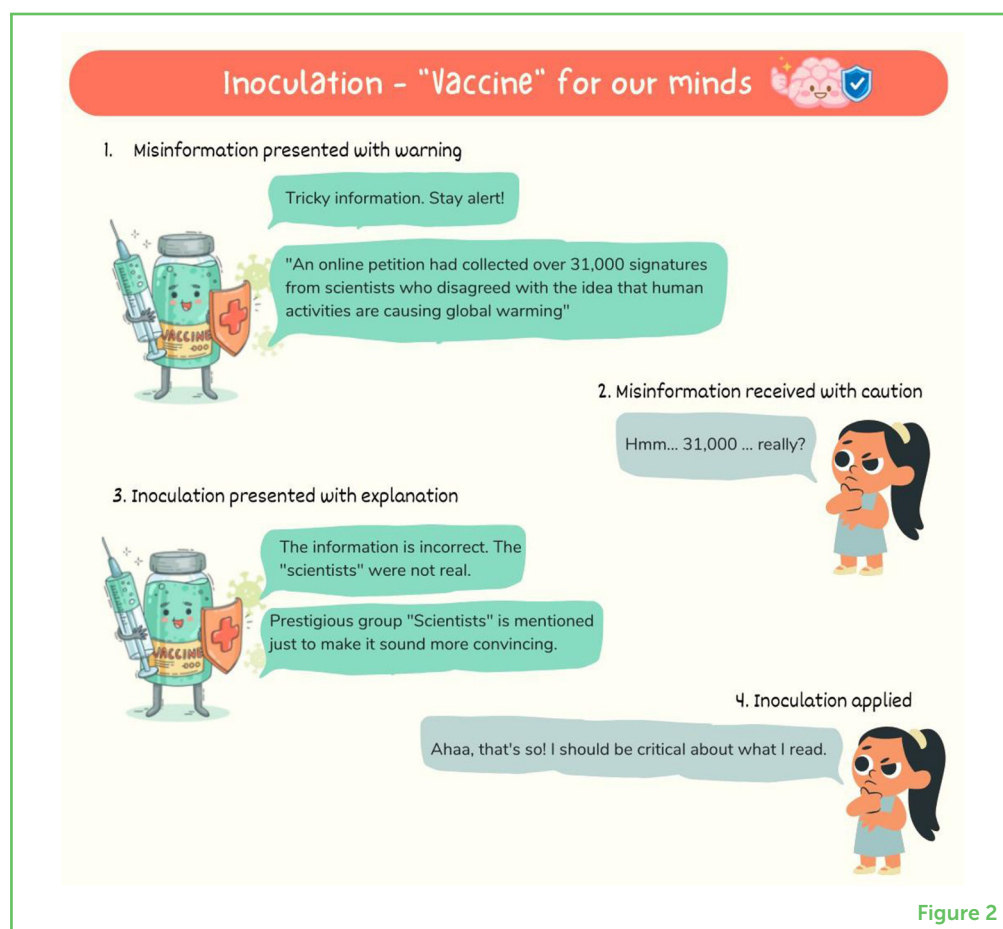 Inoculation - "Vaccine" for our minds
1. Misinformation presented with warning
Tricky information. Stay alert!
"An online petition had collected over 31,000 signatures
from scientists who disagreed with the idea that human
activities are causing global warming"
VACCINE
2. Misinformation received with caution
Hmm... 31,000 ... really?
3. Inoculation presented with explanation
The information is incorrect. The
"scientists" were not real.
Prestigious group "Scientists" is mentioned
just to make it sound more convincing.
VACCINE
4. Inoculation applied
Ahaa, that's so! I should be critical about what I read.
Figure 2